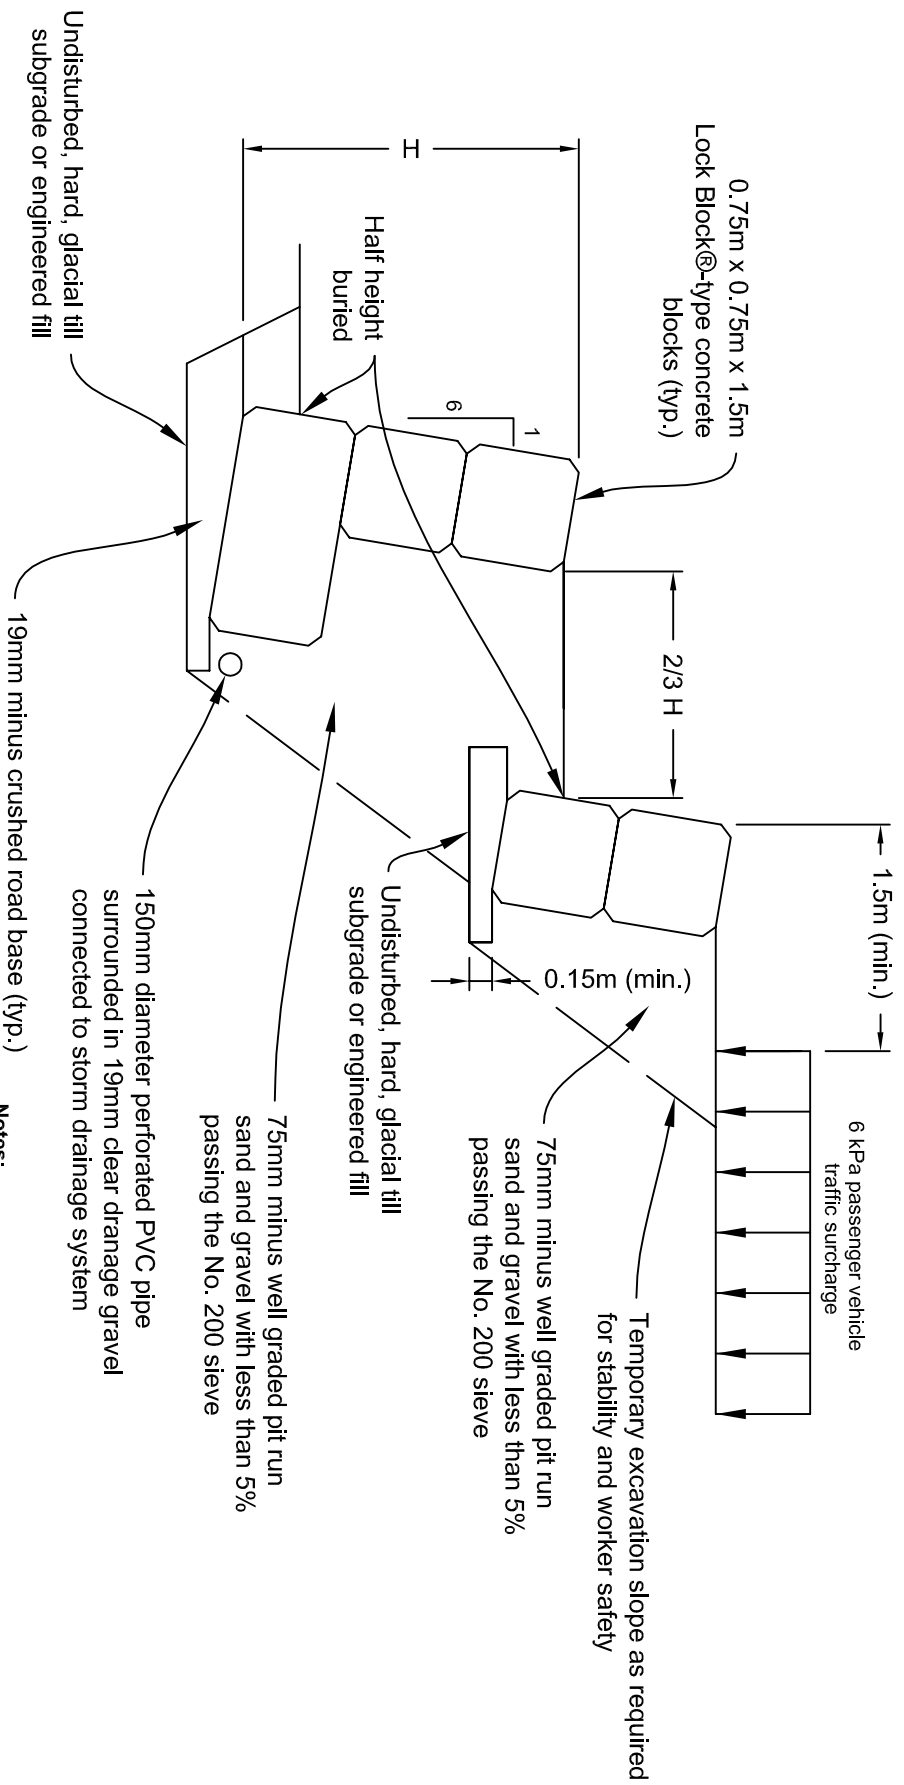 0.75m x 0.75m x 1.5m
Lock Block®-type concrete
blocks (typ.)
H
Half height
buried
Undisturbed, hard, glacial till
subgrade or engineered fill
1
6
2/3 H
1.5m (min.)
6 kPa passenger vehicle
traffic surcharge
Temporary excavation slope as required
for stability and worker safety
0.15m (min.)
75mm minus well graded pit run
sand and gravel with less than 5%
passing the No. 200 sieve
Undisturbed, hard, glacial till
subgrade or engineered fill
75mm minus well graded pit run
sand and gravel with less than 5%
passing the No. 200 sieve
150mm diameter perforated PVC pipe
surrounded in 19mm clear dranage gravel
connected to storm drainage system
19mm minus crushed road base (typ.)
Notes: